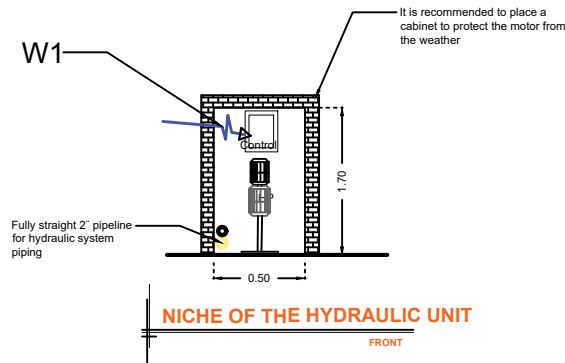 It is recommended to place a
cabinet to protect the motor from
the weather
W1
Control
1.70
Fully straight 2¨ pipeline
for hydraulic system
piping
0.50
NICHE OF THE HYDRAULIC UNIT
FRONT